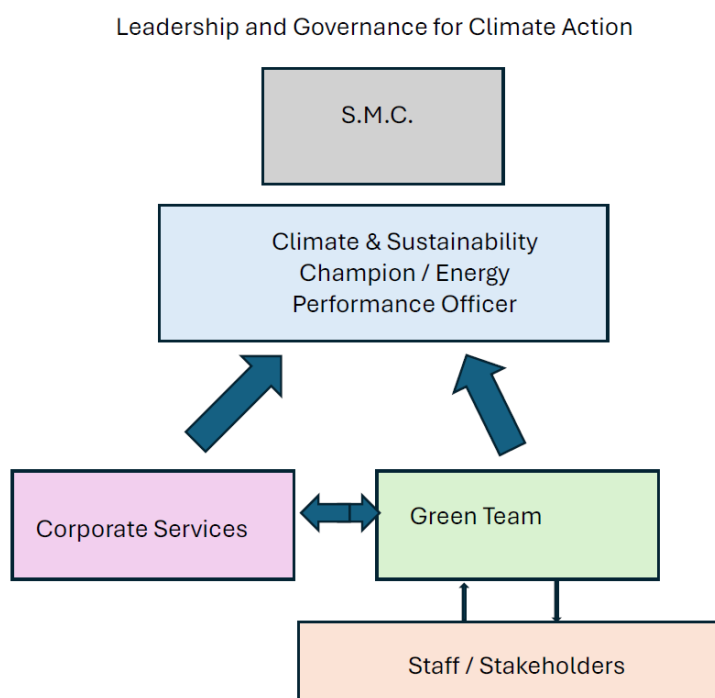 Leadership and Governance for Climate Action
S.M.C.
Climate & Sustainability
Champion / Energy
Performance Officer
Corporate Services
Green Team
Staff / Stakeholders